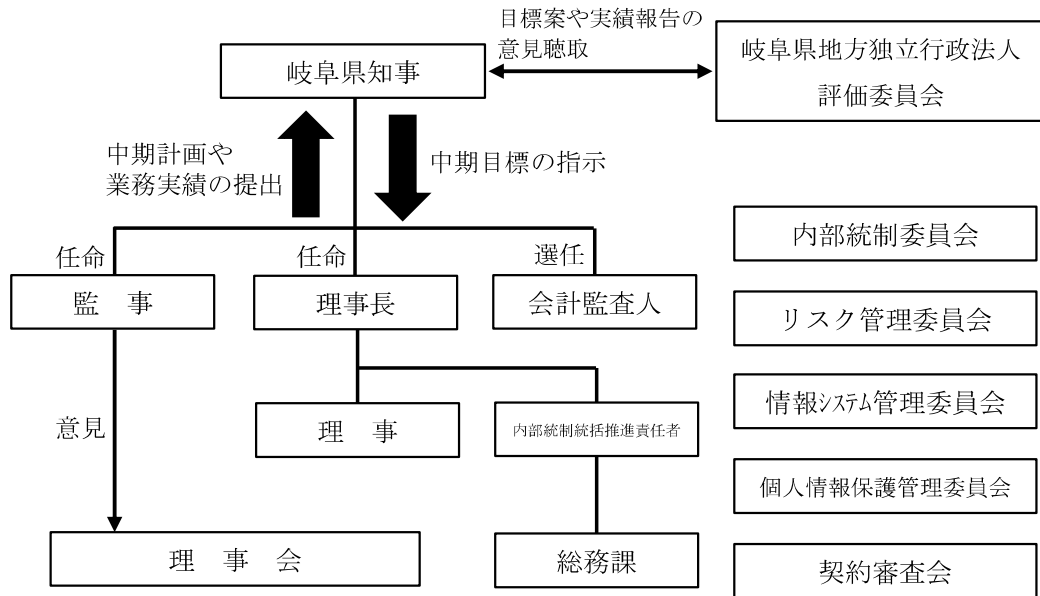 目標案や実績報告の
意見聴取
岐阜県知事
岐阜県地方独立行政法人
評価委員会
中期計画や
業務実績の提出
中期目標の指示
任命
任命
選任
監　事
理事長
会計監査人
意見
理　事
内部統制統括推進責任者
理　事　会
総務課
内部統制委員会
リスク管理委員会
情報ｼｽﾃﾑ管理委員会
個人情報保護管理委員会
契約審査会